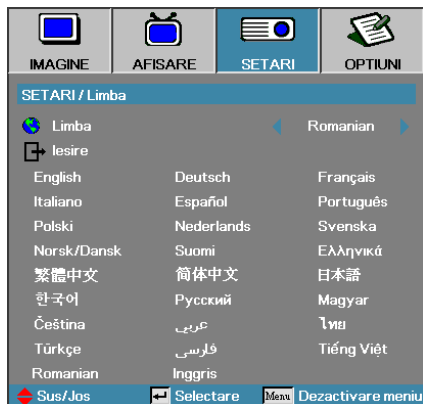 IMAGINE AFISARE SETARI OPTIUNI
SETARI / Limba
Limba Romanian
Iesire
English Deutsch Français
Italiano Español Português
Polski Nederlands Svenska
Norsk/Dansk Suomi Ελληνικά
繁體中文 简体中文 日本語
한국어 Русский Magyar
Čeština عربي ไทย
Türkçe فارسی Tiếng Việt
Romanian Inggris
Sus/Jos Selectare Menu Dezactivare meniu